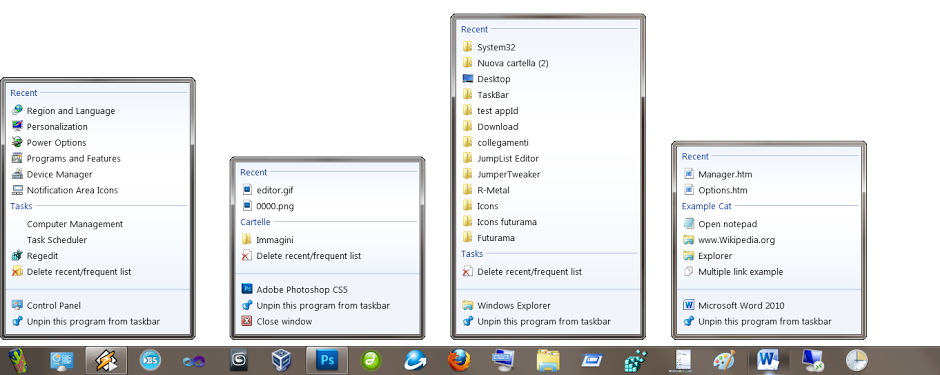 Recent
Region and Language
Personalization
Power Options
Programs and Features
Device Manager
Notification Area Icons
Tasks
Computer Management
Task Scheduler
Regedit
Delete recent/frequent list
Control Panel
Unpin this program from taskbar
Recent
editor.gif
0000.png
Cartelle
Immagini
Delete recent/frequent list
Adobe Photoshop CS5
Unpin this program from taskbar
Close window
Recent
System32
Nuova cartella (2)
Desktop
TaskBar
test appId
Download
collegamenti
JumpList Editor
JumperTweaker
R-Metal
Icons
Icons futurama
Futurama
Tasks
Delete recent/frequent list
Windows Explorer
Unpin this program from taskbar
Recent
Manager.htm
Options.htm
Example Cat
Open notepad
www.Wikipedia.org
Explorer
Multiple link example
Microsoft Word 2010
Unpin this program from taskbar
Ps
W